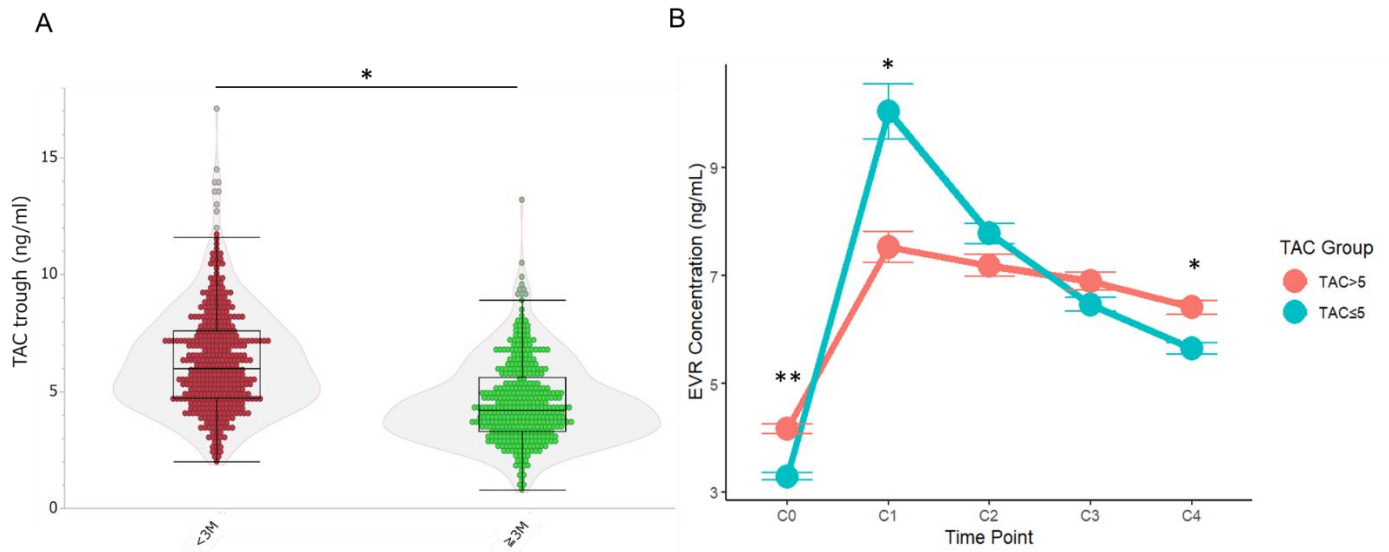 A
*
TAC trough (ng/ml)
15
10
5
0
<3M
≧3M
B
EVR Concentration (ng/mL)
9
7
5
3
*
**
*
C0
C1
C2
C3
C4
Time Point
TAC Group
TAC>5
TAC≤5